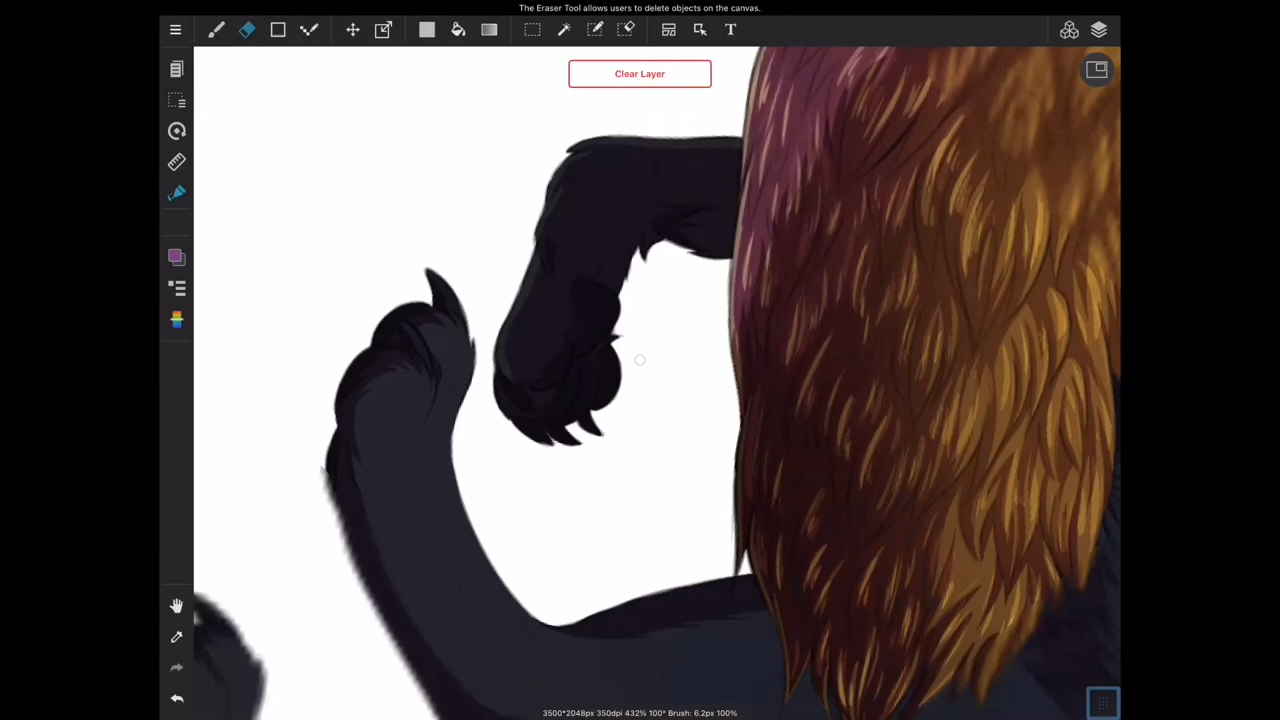 The Eraser Tool allows users to delete objects on the canvas.
T
Clear Layer
3500*2048px 350dpi 432% 100° Brush: 6.2px 100%